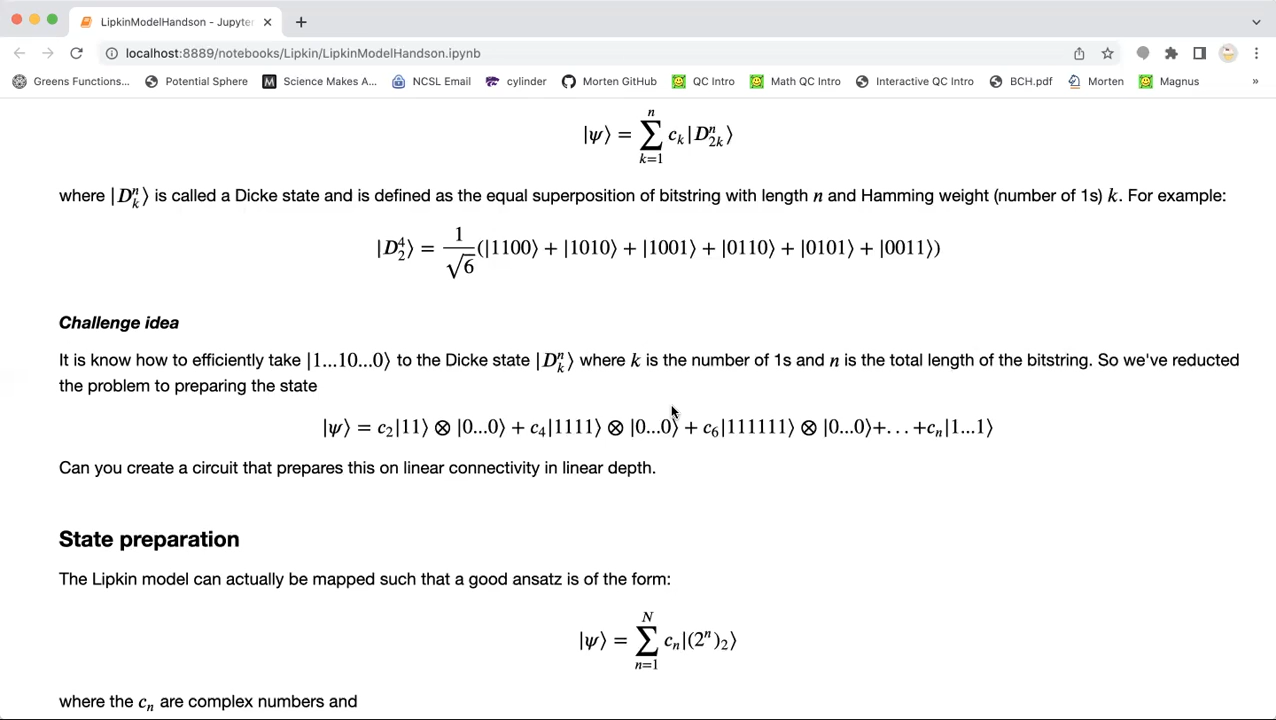 LipkinModelHandson - Jupyte
localhost:8889/notebooks/Lipkin/LipkinModelHandson.ipynb
Greens Functions... Potential Sphere M Science Makes A... NCSL Email cylinder Morten GitHub QC Intro Math QC Intro Interactive QC Intro BCH.pdf Morten Magnus »
|ψ⟩ = ∑_{k=1}^{n} c_k|D^n_{2k}⟩
where |D^n_k⟩ is called a Dicke state and is defined as the equal superposition of bitstring with length n and Hamming weight (number of 1s) k. For example:
|D^4_2⟩ = 1/√6 (|1100⟩ + |1010⟩ + |1001⟩ + |0110⟩ + |0101⟩ + |0011⟩)
Challenge idea
It is know how to efficiently take |1...10...0⟩ to the Dicke state |D^n_k⟩ where k is the number of 1s and n is the total length of the bitstring. So we've reducted
the problem to preparing the state
|ψ⟩ = c_2|11⟩ ⊗ |0...0⟩ + c_4|1111⟩ ⊗ |0...0⟩ + c_6|111111⟩ ⊗ |0...0⟩+. . . +c_n|1...1⟩
Can you create a circuit that prepares this on linear connectivity in linear depth.
State preparation
The Lipkin model can actually be mapped such that a good ansatz is of the form:
|ψ⟩ = ∑_{n=1}^{N} c_n|(2^n)_2⟩
where the c_n are complex numbers and